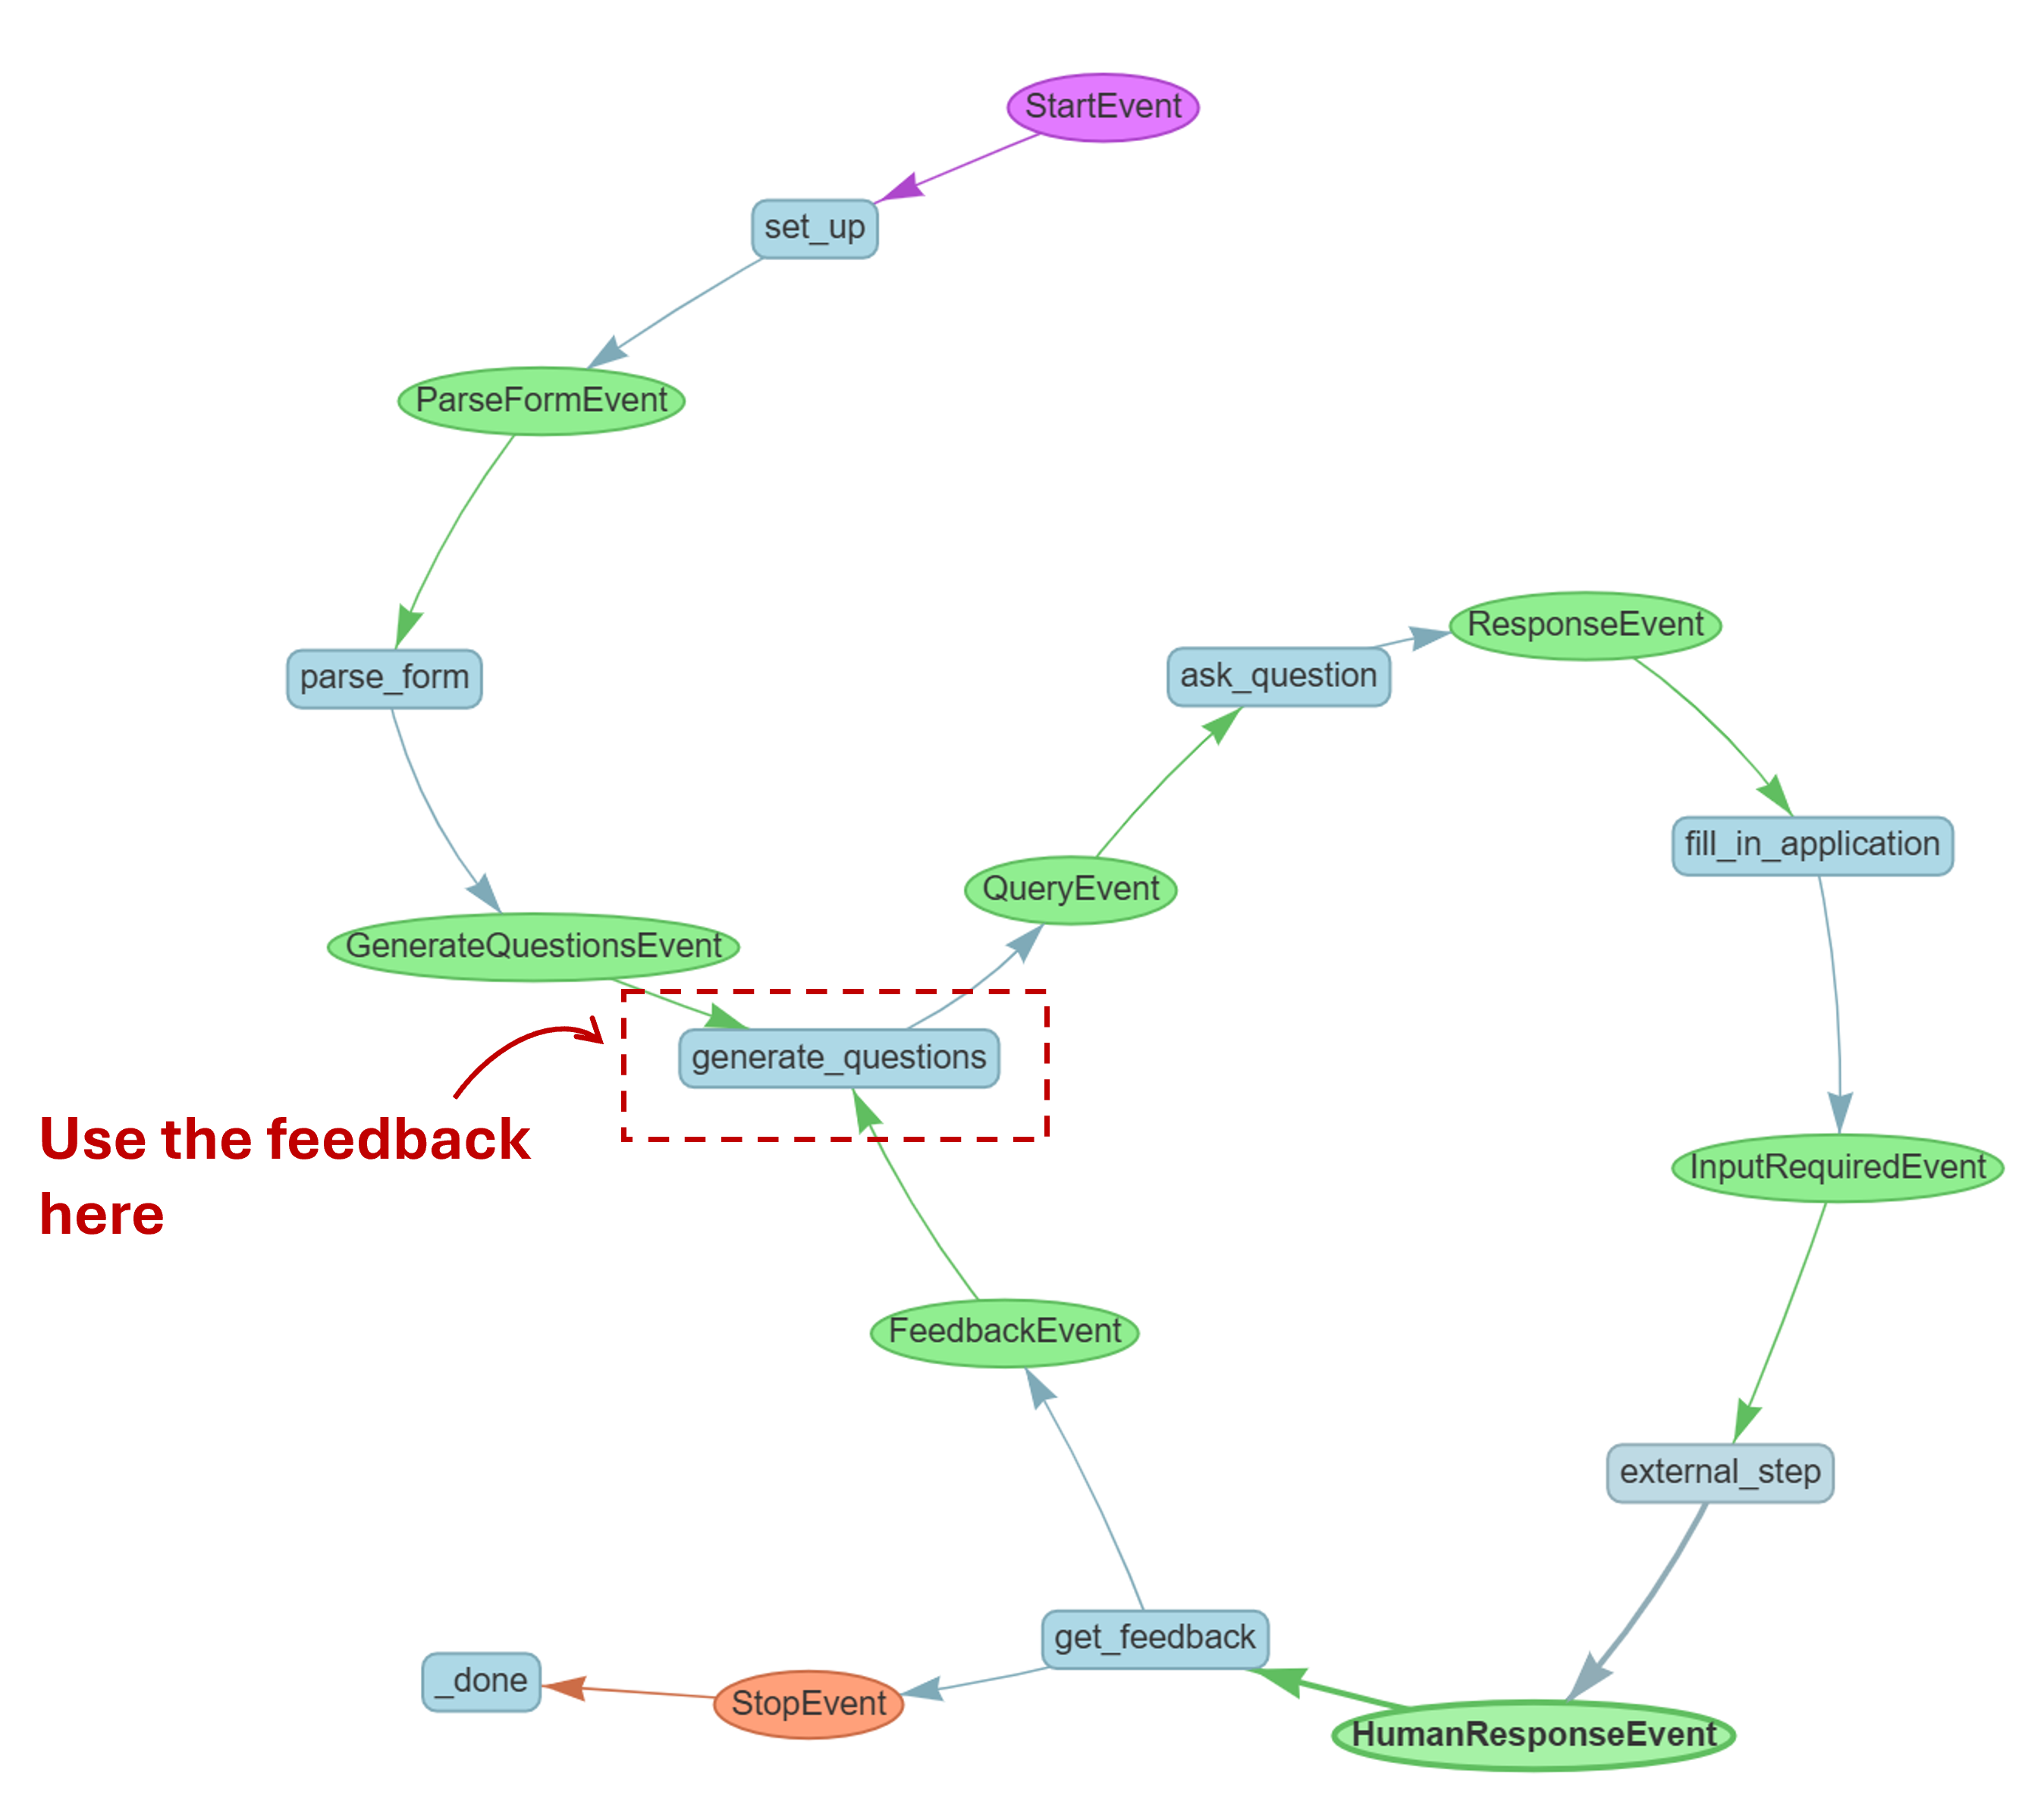 StartEvent
set_up
ParseFormEvent
ResponseEvent
ask_question
parse_form
fill_in_application
QueryEvent
GenerateQuestionsEvent
generate_questions
Use the feedback
here
InputRequiredEvent
FeedbackEvent
external_step
get_feedback
_done
StopEvent
HumanResponseEvent